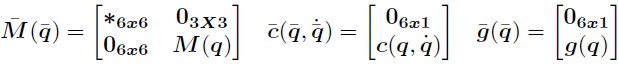 M̄(q̄) = [*₆ₓ₆ 0₃X₃; 0₆ₓ₆ M(q)] c̄(q̄, q̄̇) = [0₆ₓ₁; c(q, q̇)] ḡ(q̄) = [0₆ₓ₁; g(q)]